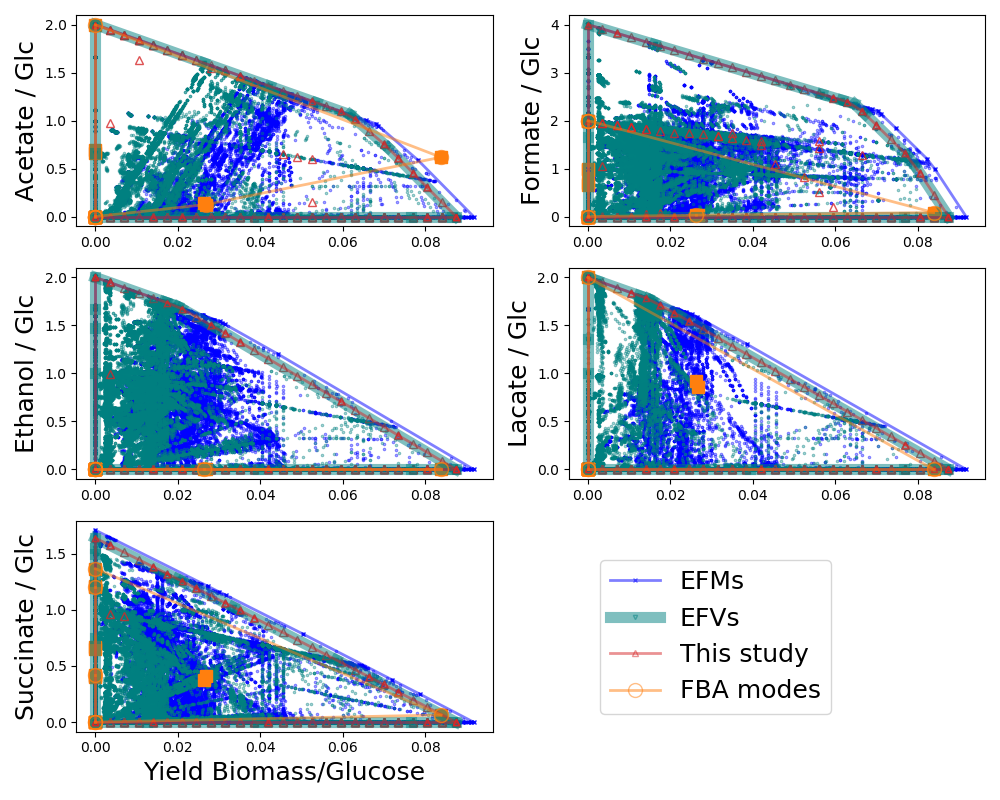 Acetate / Glc
2.0
1.5
1.0
0.5
0.0
0.00 0.02 0.04 0.06 0.08
Formate / Glc
4
3
2
1
0
0.00 0.02 0.04 0.06 0.08
Ethanol / Glc
2.0
1.5
1.0
0.5
0.0
0.00 0.02 0.04 0.06 0.08
Lacate / Glc
2.0
1.5
1.0
0.5
0.0
0.00 0.02 0.04 0.06 0.08
Succinate / Glc
1.5
1.0
0.5
0.0
0.00 0.02 0.04 0.06 0.08
Yield Biomass/Glucose
EFMs
EFVs
This study
FBA modes